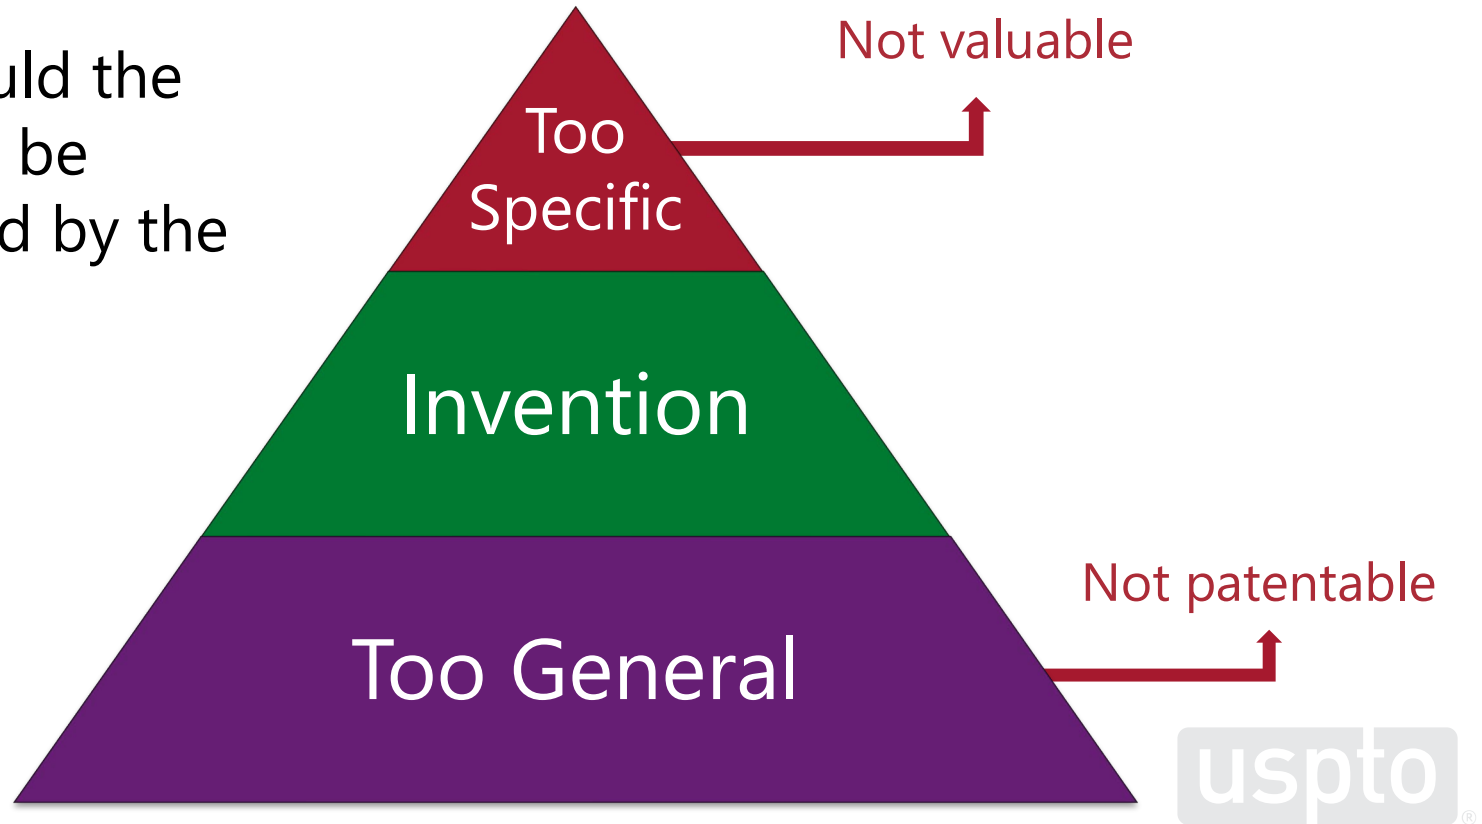 uld the
be
d by the
Not valuable
Too
Specific
Invention
Not patentable
Too General
uspto
®